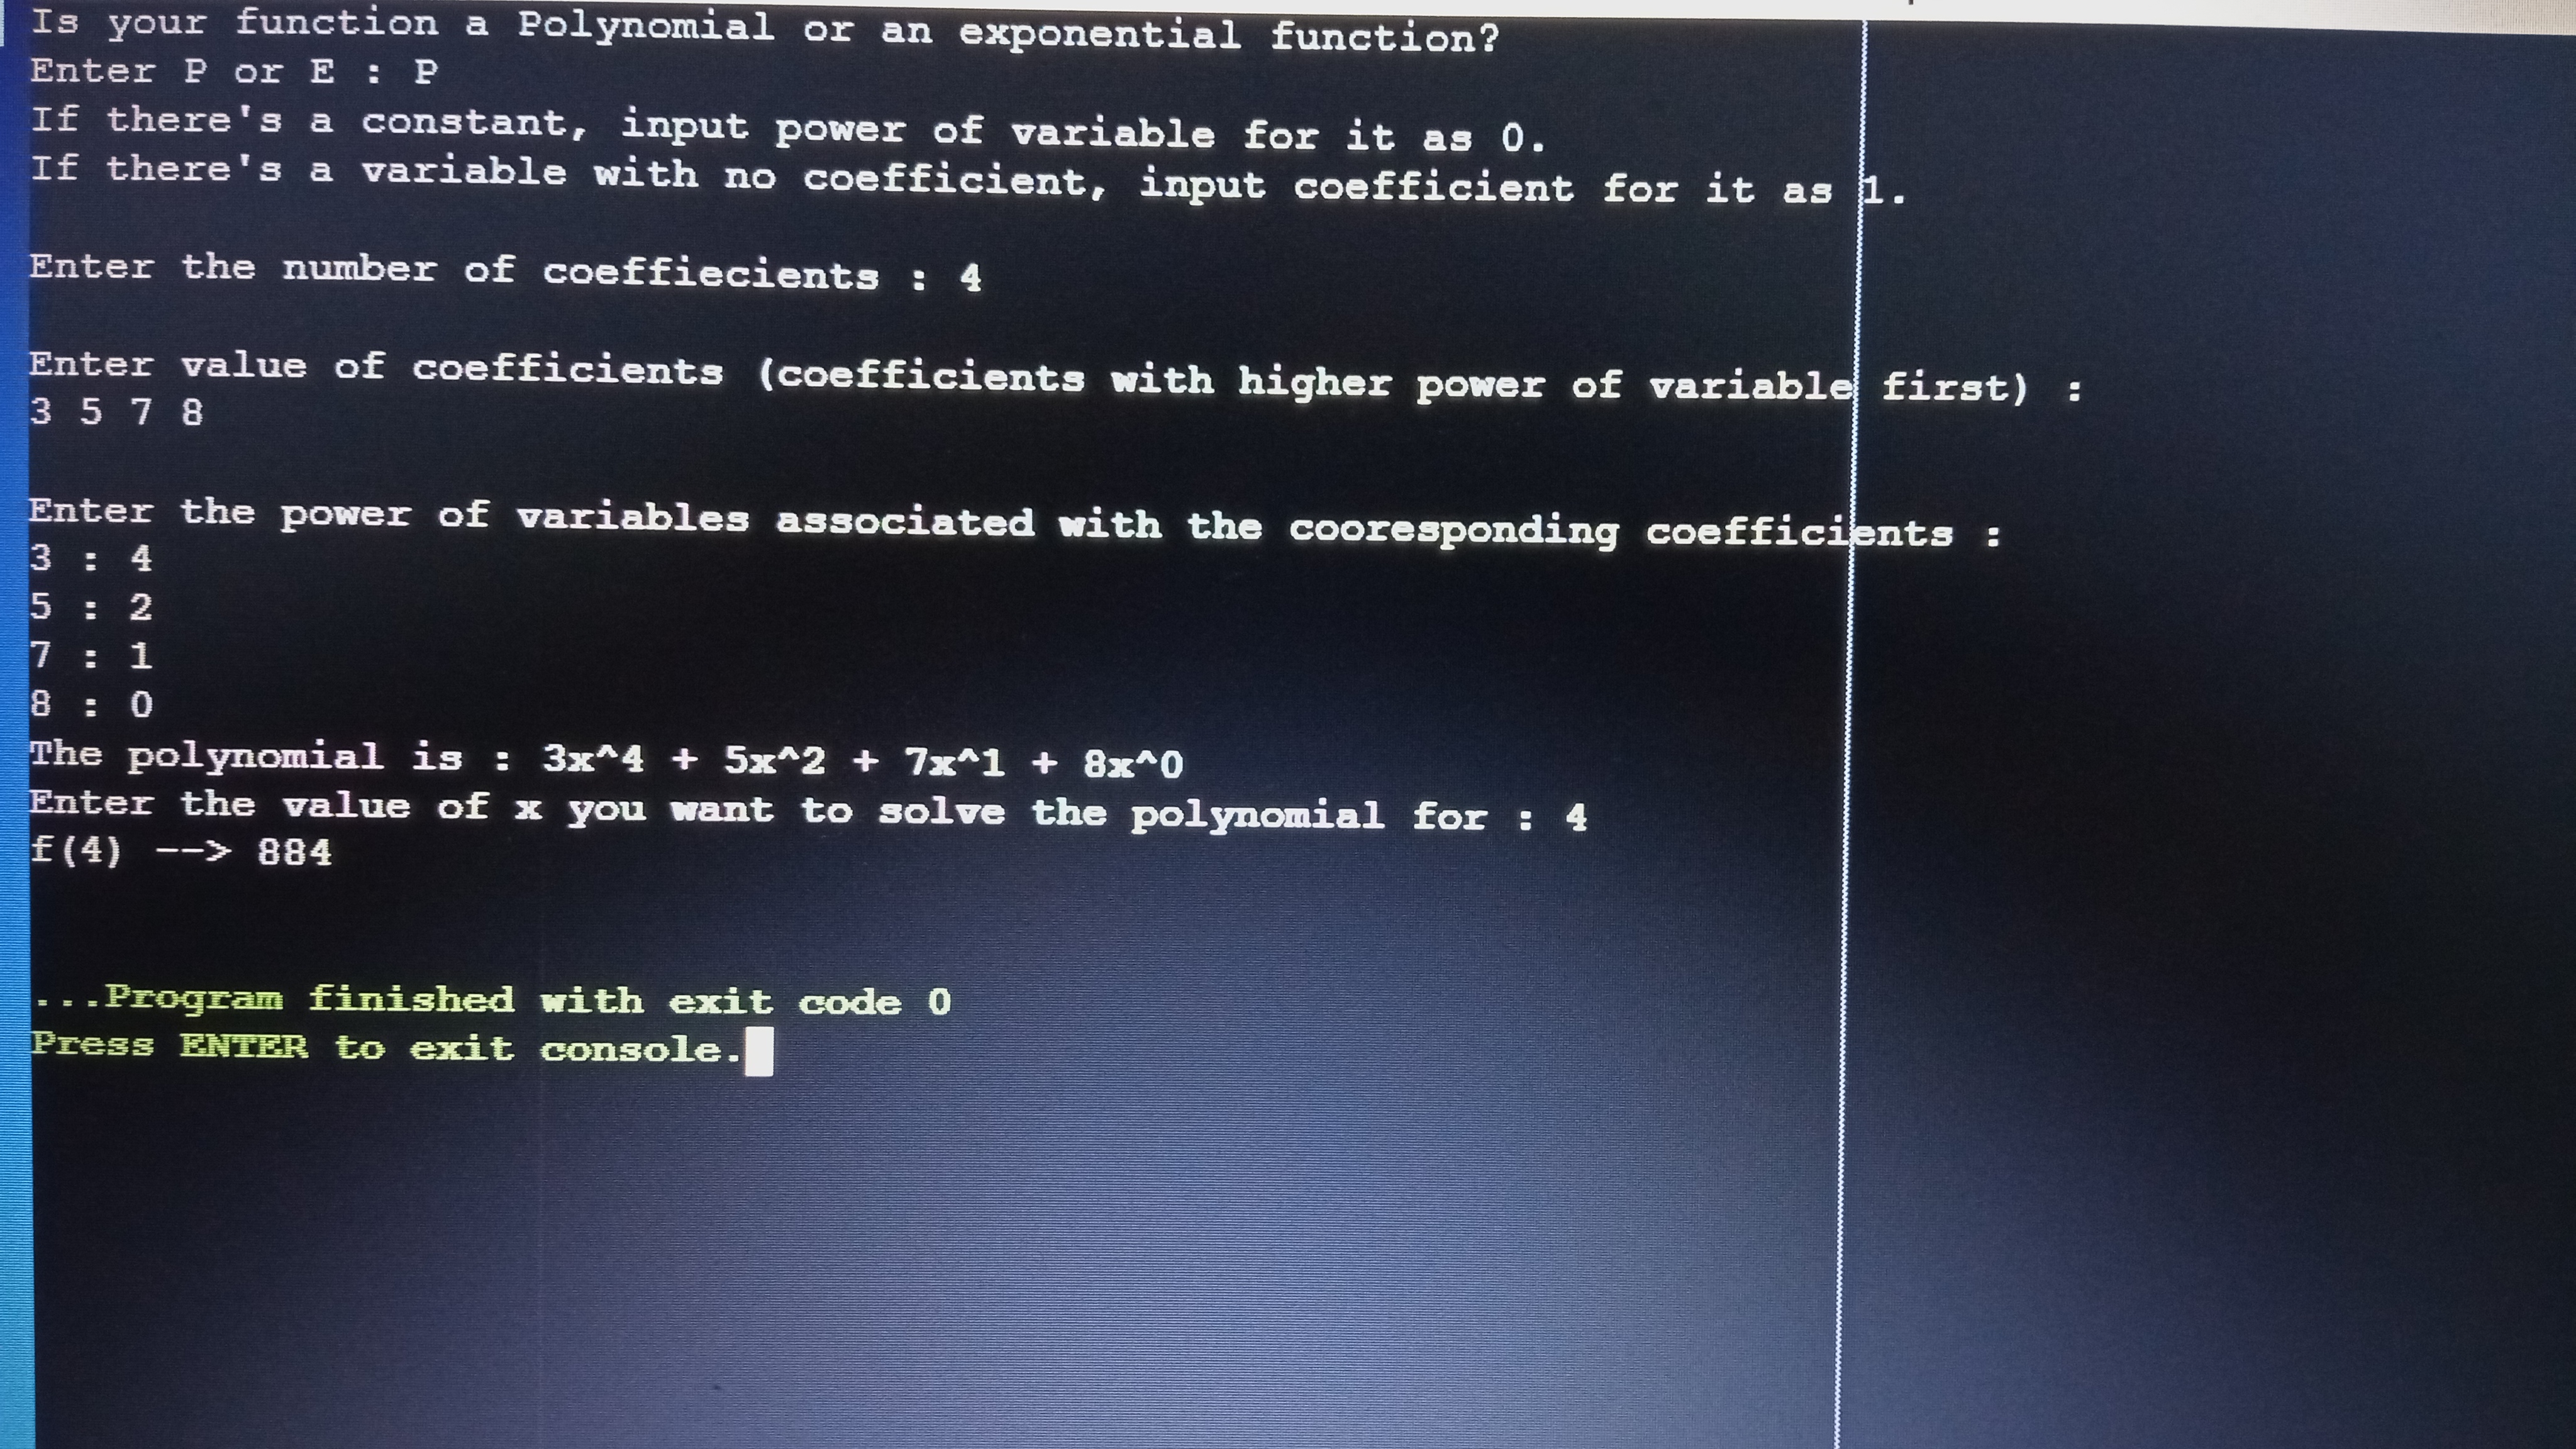 Is your function a Polynomial or an exponential function?
Enter P or E : P
If there's a constant, input power of variable for it as 0.
If there's a variable with no coefficient, input coefficient for it as 1.
Enter the number of coeffiecients : 4
Enter value of coefficients (coefficients with higher power of variable first) :
3 5 7 8
Enter the power of variables associated with the cooresponding coefficients :
3 : 4
5 : 2
7 : 1
8 : 0
The polynomial is : 3x^4 + 5x^2 + 7x^1 + 8x^0
Enter the value of x you want to solve the polynomial for : 4
f(4) --> 884
...Program finished with exit code 0
Press ENTER to exit console.